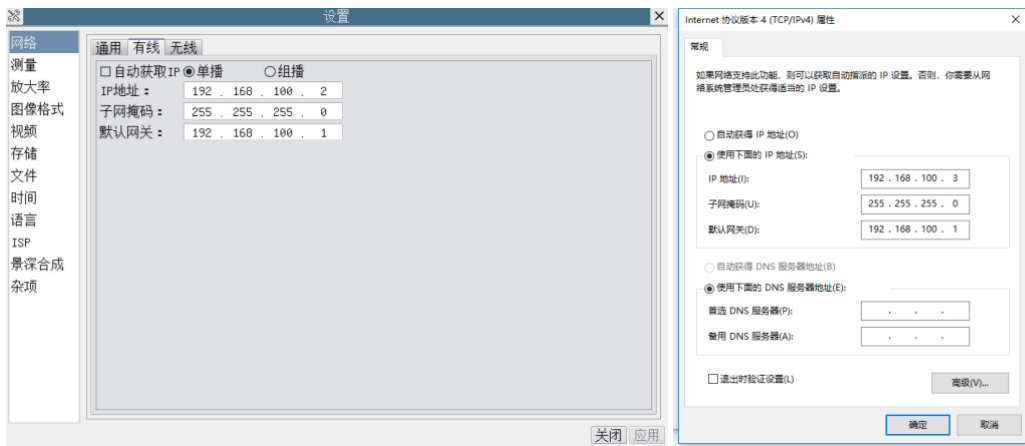 设置
网络
测量
放大率
图像格式
视频
存储
文件
时间
语言
ISP
景深合成
杂项
通用 有线 无线
自动获取IP 单播 组播
IP地址： 192 . 168 . 100 . 2
子网掩码： 255 . 255 . 255 . 0
默认网关： 192 . 168 . 100 . 1
关闭 应用
Internet 协议版本 4 (TCP/IPv4) 属性
常规
如果网络支持此功能，则可以获取自动指派的 IP 设置。否则，你需要从网
络系统管理员处获得适当的 IP 设置。
自动获得 IP 地址(O)
使用下面的 IP 地址(S):
IP 地址(I): 192 . 168 . 100 . 3
子网掩码(U): 255 . 255 . 255 . 0
默认网关(D): 192 . 168 . 100 . 1
自动获得 DNS 服务器地址(B)
使用下面的 DNS 服务器地址(E):
首选 DNS 服务器(P): . . .
备用 DNS 服务器(A): . . .
退出时验证设置(L)
高级(V)...
确定 取消